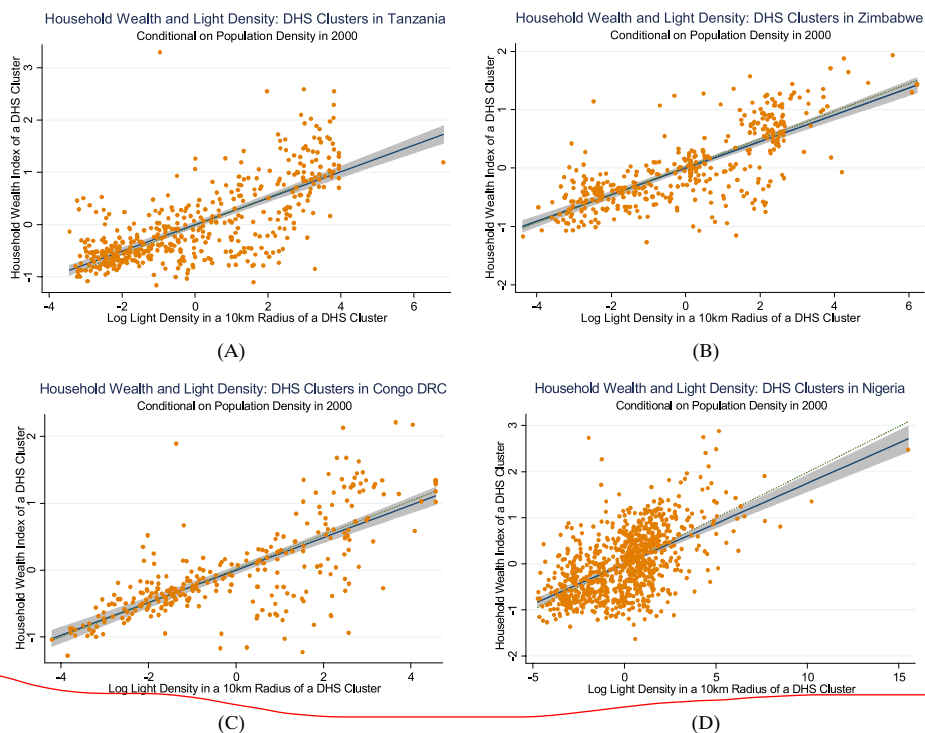 Household Wealth and Light Density: DHS Clusters in Tanzania
Conditional on Population Density in 2000
Household Wealth Index of a DHS Cluster
3
2
1
0
-1
-4
-2
0
2
4
6
Log Light Density in a 10km Radius of a DHS Cluster
(A)
Household Wealth and Light Density: DHS Clusters in Zimbabwe
Conditional on Population Density in 2000
Household Wealth Index of a DHS Cluster
2
1
0
-1
-2
-4
-2
0
2
4
6
Log Light Density in a 10km Radius of a DHS Cluster
(B)
Household Wealth and Light Density: DHS Clusters in Congo DRC
Conditional on Population Density in 2000
Household Wealth Index of a DHS Cluster
2
1
0
-1
-4
-2
0
2
4
Log Light Density in a 10km Radius of a DHS Cluster
(C)
Household Wealth and Light Density: DHS Clusters in Nigeria
Conditional on Population Density in 2000
Household Wealth Index of a DHS Cluster
3
2
1
0
-1
-2
-5
0
5
10
15
Log Light Density in a 10km Radius of a DHS Cluster
(D)